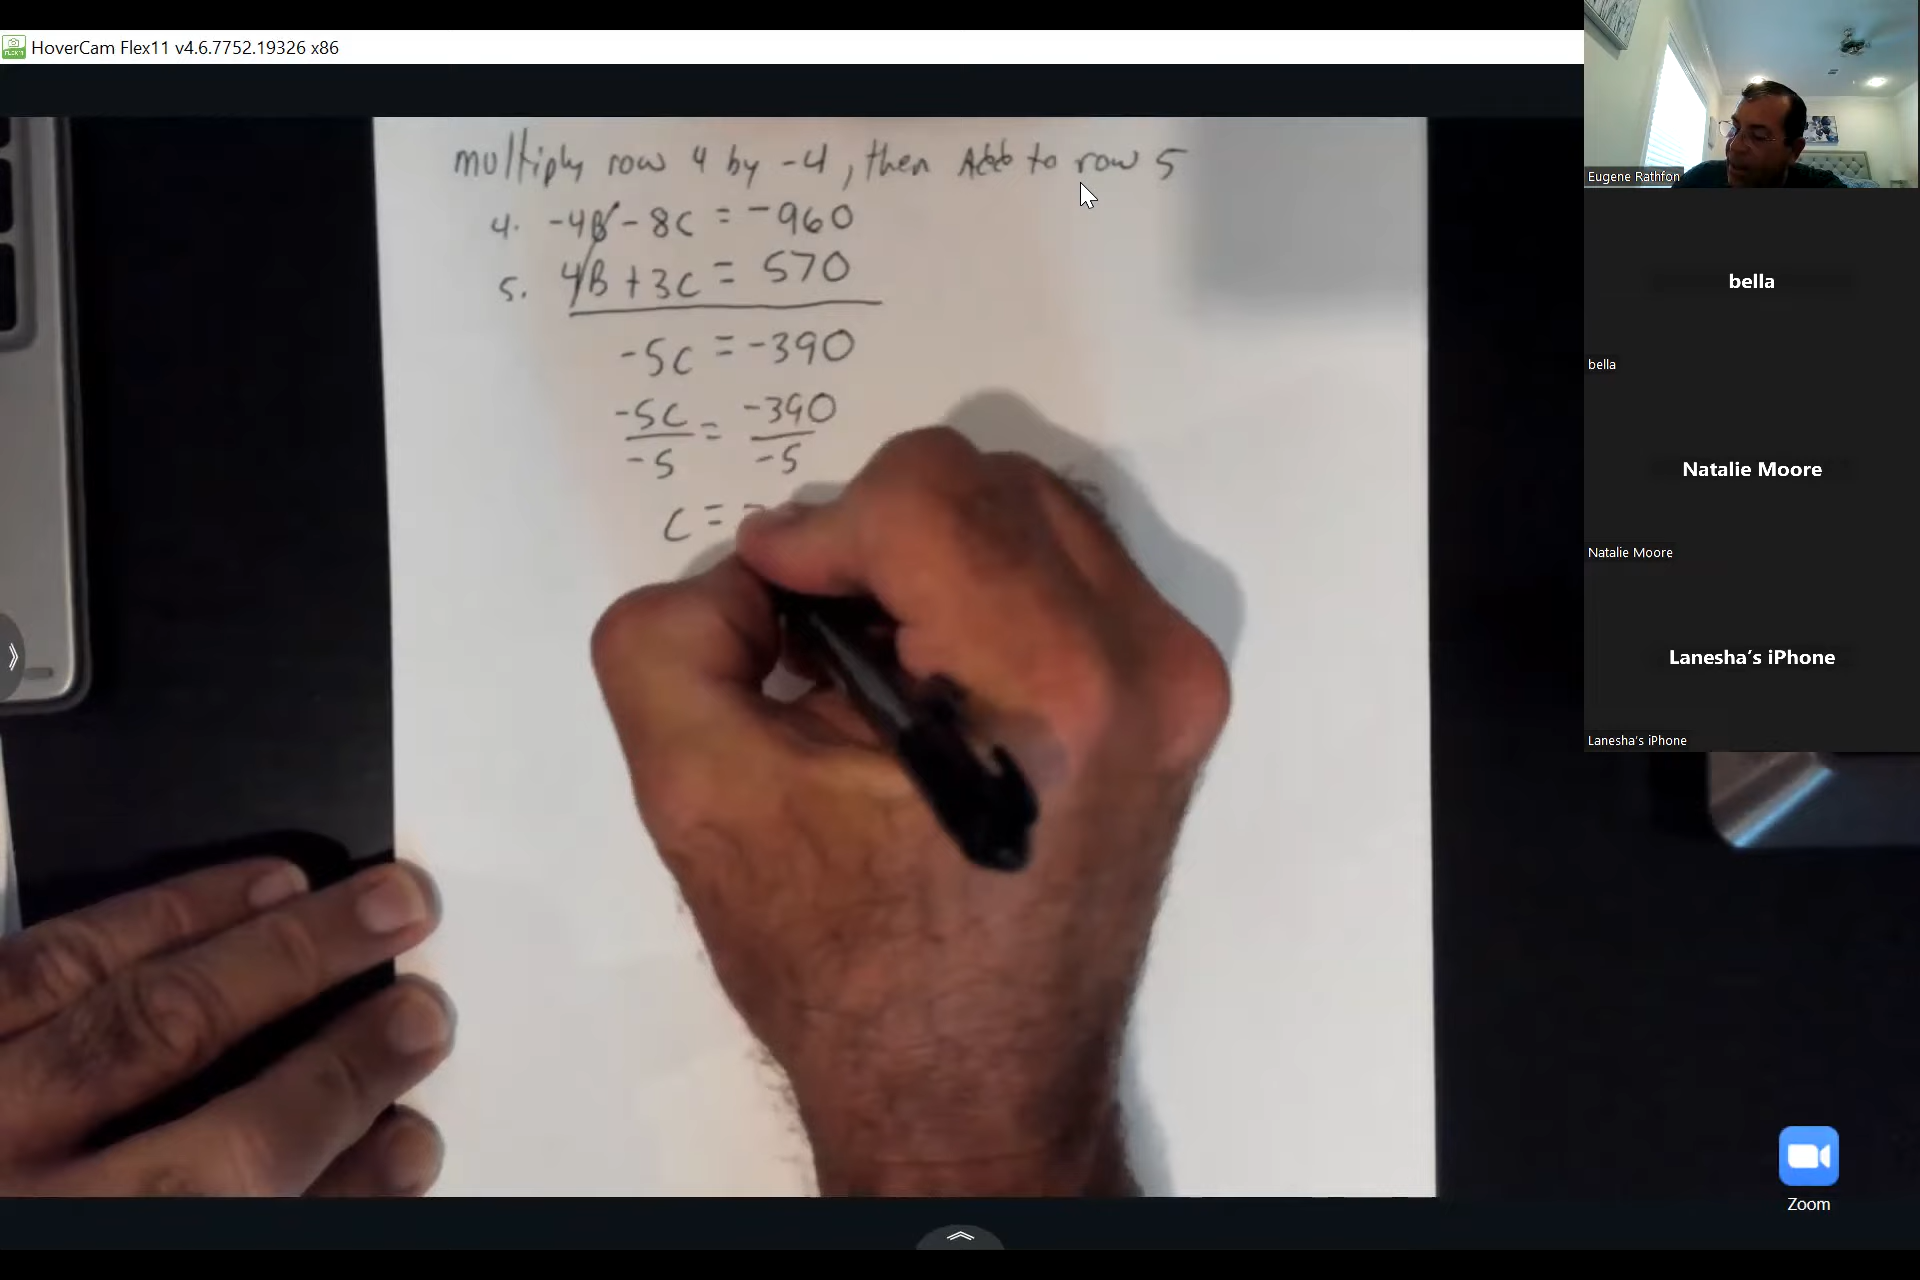 HoverCam Flex11 v4.6.7752.19326 x86
multiply row 4 by -4, then Add to row 5
4. -4B - 8C = -960
5. 4B + 3C = 570
-5C = -390
-5C = -390
-5 -5
C =
Eugene Rathfon
bella
bella
Natalie Moore
Natalie Moore
Lanesha's iPhone
Lanesha's iPhone
Zoom